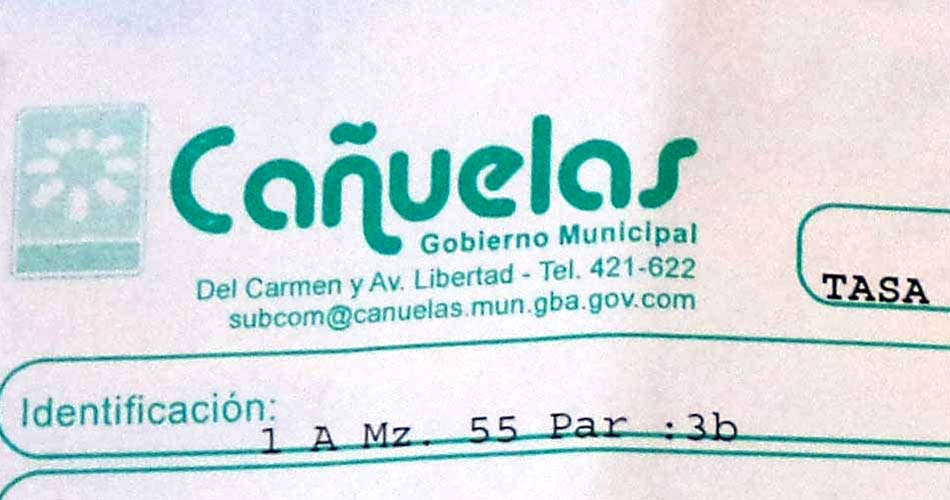 Cañuelas
Gobierno Municipal
Del Carmen y Av. Libertad - Tel. 421-622
subcom@canuelas.mun.gba.gov.com
TASA
Identificación:
1 A Mz. 55 Par :3b